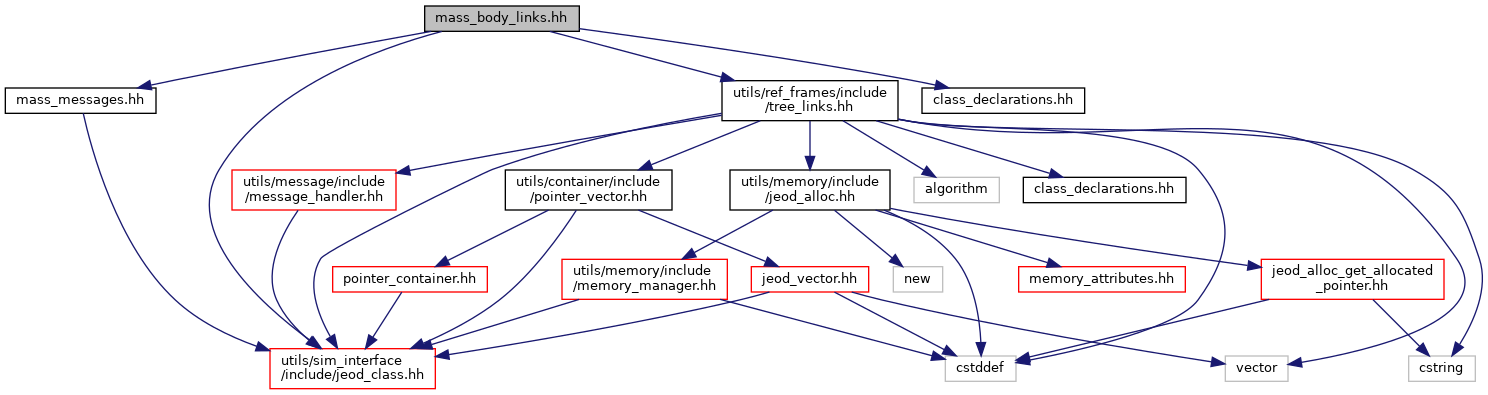 mass_body_links.hh
mass_messages.hh
utils/ref_frames/include
/tree_links.hh
class_declarations.hh
utils/message/include
/message_handler.hh
utils/container/include
/pointer_vector.hh
utils/memory/include
/jeod_alloc.hh
algorithm
class_declarations.hh
pointer_container.hh
utils/memory/include
/memory_manager.hh
jeod_vector.hh
new
memory_attributes.hh
jeod_alloc_get_allocated
_pointer.hh
utils/sim_interface
/include/jeod_class.hh
cstddef
vector
cstring